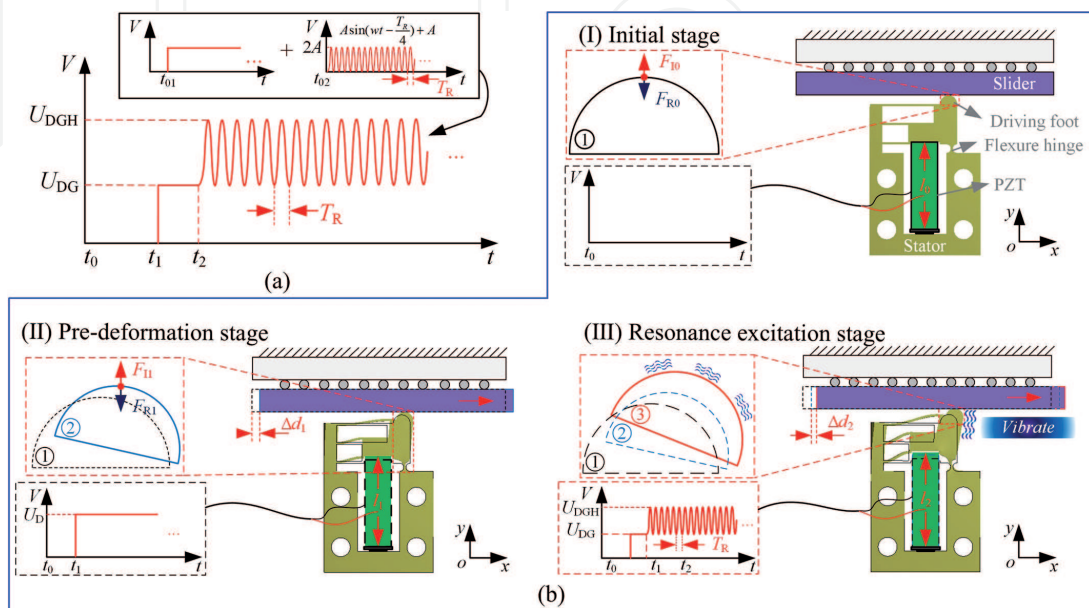 V
t₀₁
t
...
+
V
2A
A sin(wt - T_R/4) + A
t₀₂
...
t
T_R
V
U_DGH
U_DG
...
T_R
t₀
t₁
t₂
t
(a)
(I) Initial stage
F_I0
F_R0
①
Slider
Driving foot
Flexure hinge
PZT
Stator
V
t₀
t
y
o
x
(II) Pre-deformation stage
F_I1
F_R1
②
①
Δd₁
V
U_D
...
t₀
t₁
t
l₁
y
o
x
(III) Resonance excitation stage
③
②
①
Δd₂
Vibrate
V
U_DGH
U_DG
...
T_R
t₀
t₁
t₂
t
y
o
x
(b)